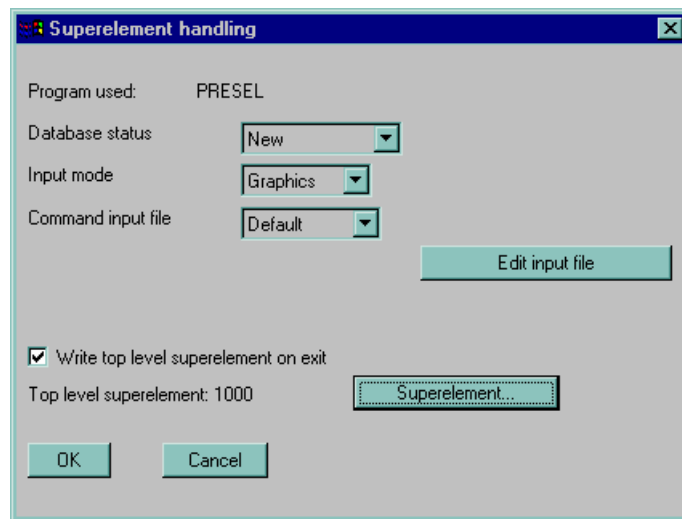 Superelement handling
Program used: PRESEL
Database status New
Input mode Graphics
Command input file Default
Edit input file
Write top level superelement on exit
Top level superelement: 1000 Superelement...
OK Cancel